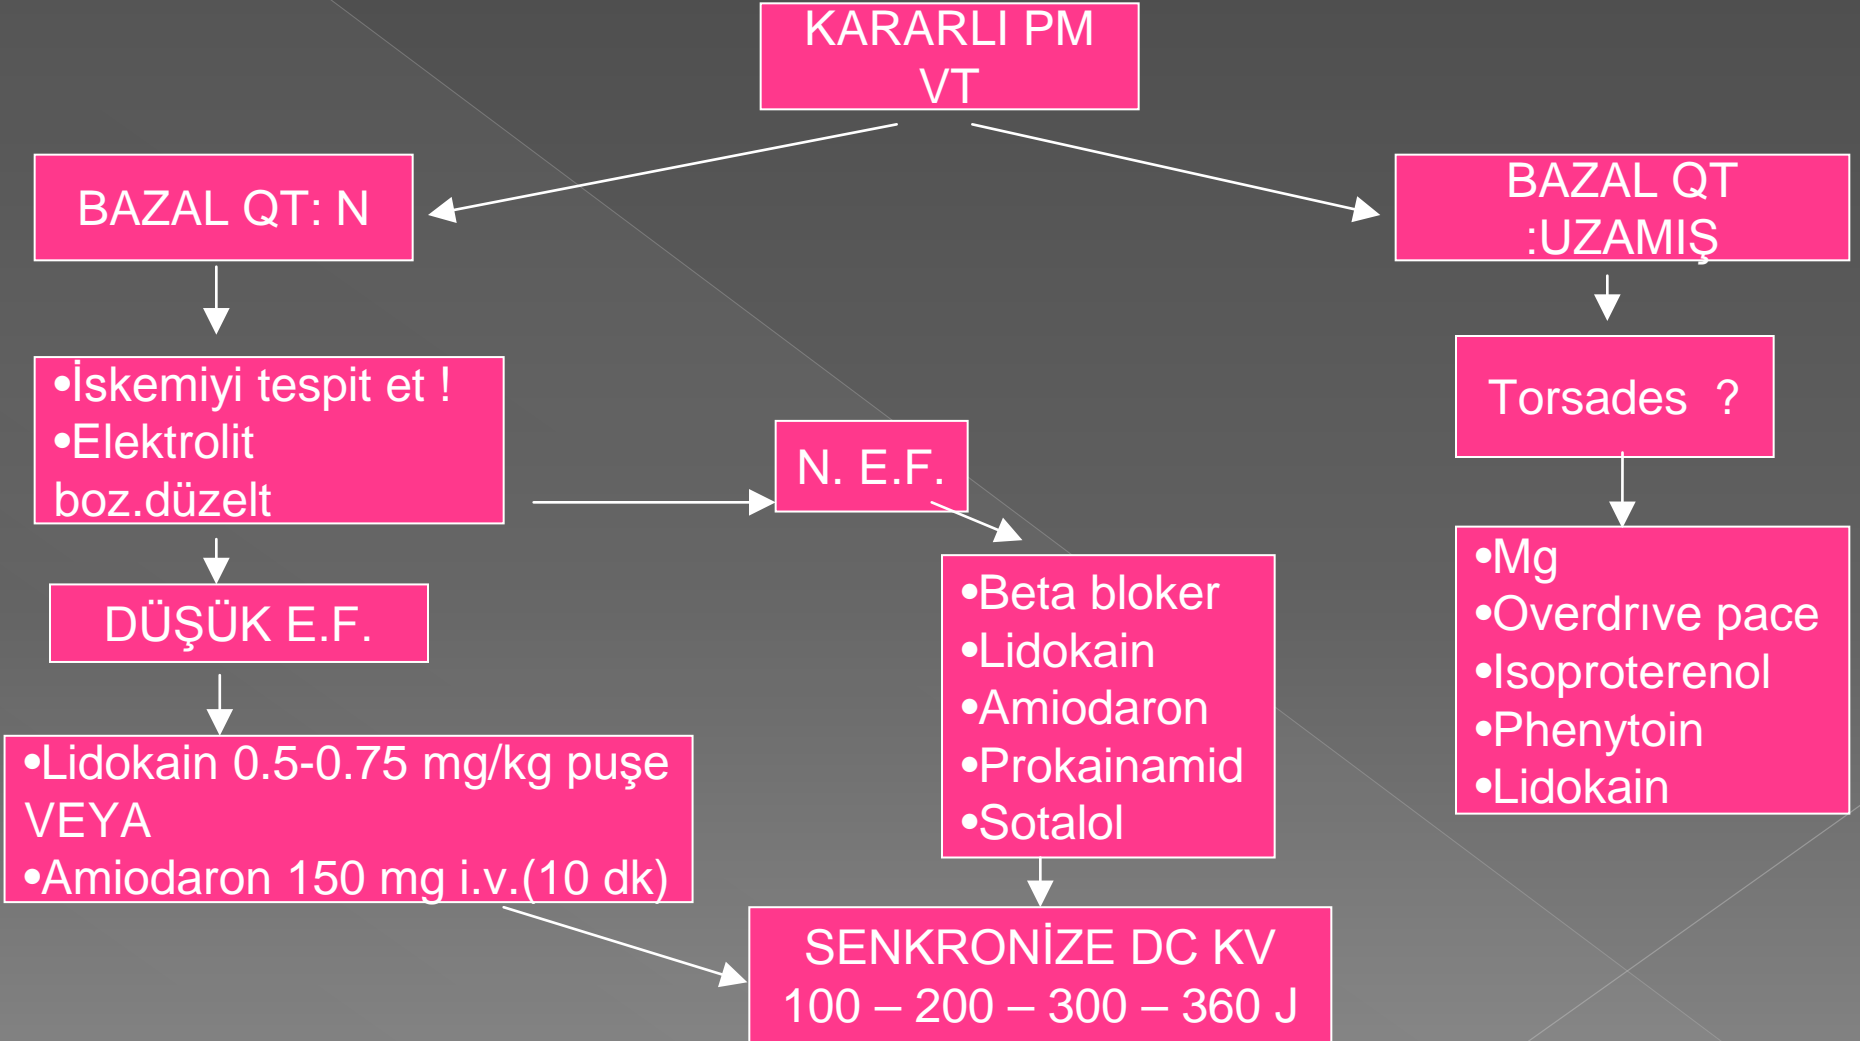 KARARLI PM
VT
BAZAL QT: N
BAZAL QT
:UZAMIŞ
•İskemiyi tespit et !
•Elektrolit
boz.düzelt
N. E.F.
Torsades ?
DÜŞÜK E.F.
•Beta bloker
•Lidokain
•Amiodaron
•Prokainamid
•Sotalol
•Mg
•Overdrıve pace
•Isoproterenol
•Phenytoin
•Lidokain
•Lidokain 0.5-0.75 mg/kg puşe
VEYA
•Amiodaron 150 mg i.v.(10 dk)
SENKRONİZE DC KV
100 – 200 – 300 – 360 J